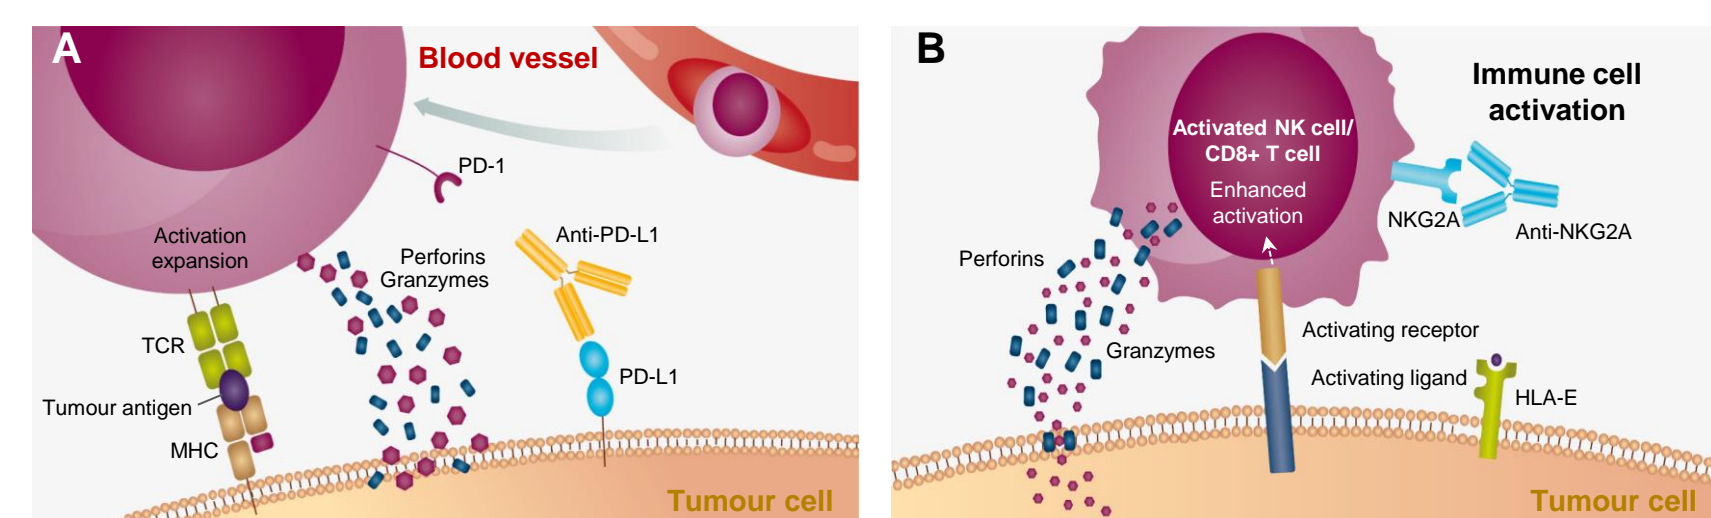 A
Blood vessel
PD-1
Activation
expansion
Perforins
Granzymes
Anti-PD-L1
TCR
PD-L1
Tumour antigen
MHC
Tumour cell
B
Immune cell
activation
Activated NK cell/
CD8+ T cell
Enhanced
activation
NKG2A
Anti-NKG2A
Perforins
Granzymes
Activating receptor
Activating ligand
HLA-E
Tumour cell